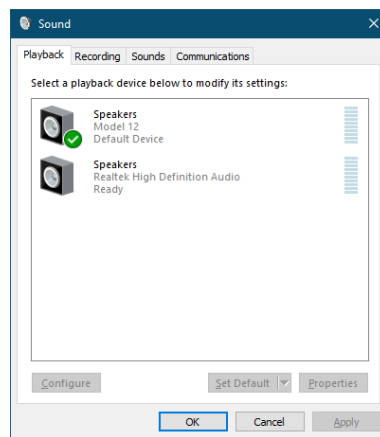 Sound
Playback Recording Sounds Communications
Select a playback device below to modify its settings:
Speakers
Model 12
Default Device
Speakers
Realtek High Definition Audio
Ready
Configure Set Default Properties
OK Cancel Apply